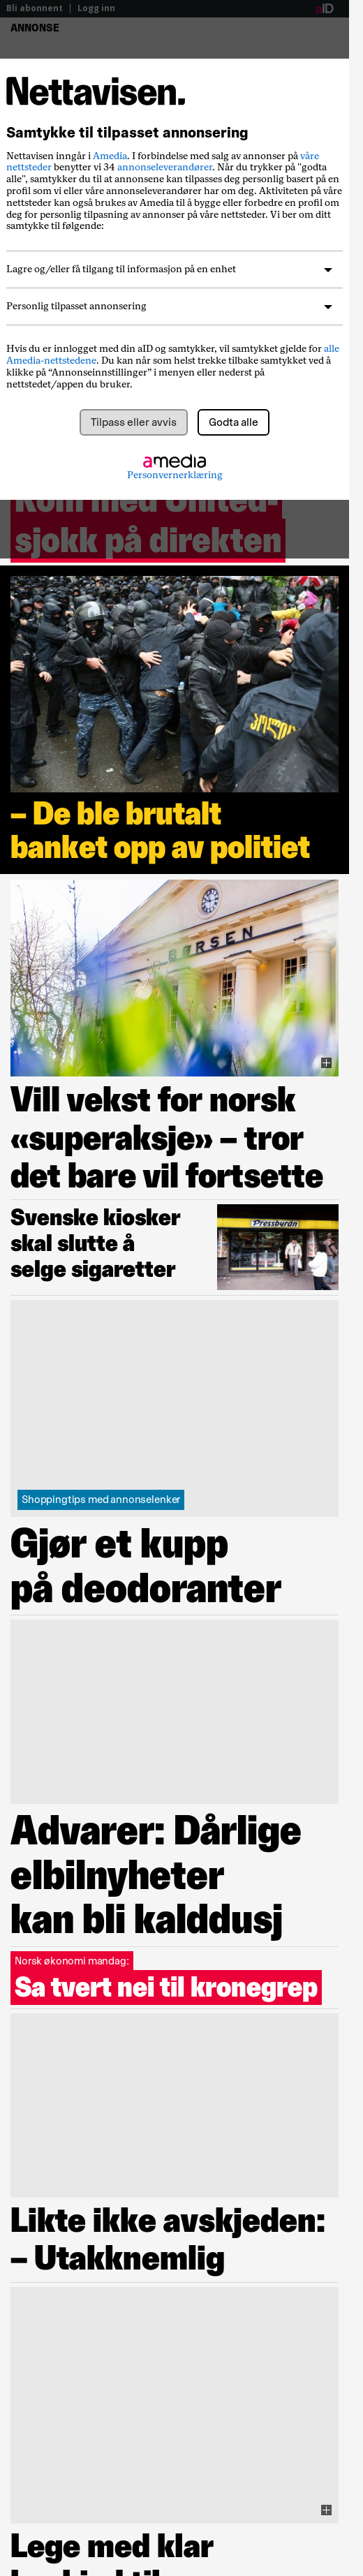 Bli abonnent | Logg inn aID
ANNONSE
Nettavisen.
Samtykke til tilpasset annonsering
Nettavisen inngår i Amedia. I forbindelse med salg av annonser på våre
nettsteder benytter vi 34 annonseleverandører. Når du trykker på "godta
alle", samtykker du til at annonsene kan tilpasses deg personlig basert på en
profil som vi eller våre annonseleverandører har om deg. Aktiviteten på våre
nettsteder kan også brukes av Amedia til å bygge eller forbedre en profil om
deg for personlig tilpasning av annonser på våre nettsteder. Vi ber om ditt
samtykke til følgende:
Lagre og/eller få tilgang til informasjon på en enhet
Personlig tilpasset annonsering
Hvis du er innlogget med din aID og samtykker, vil samtykket gjelde for alle
Amedia-nettstedene. Du kan når som helst trekke tilbake samtykket ved å
klikke på “Annonseinnstillinger” i menyen eller nederst på
nettstedet/appen du bruker.
Tilpass eller avvis Godta alle
amedia
Personvernerklæring
Kom med United-
sjokk på direkten
– De ble brutalt
banket opp av politiet
BØRSEN
Vill vekst for norsk
«superaksje» – tror
det bare vil fortsette
Svenske kiosker
skal slutte å
selge sigaretter
Pressbyrån
Shoppingtips med annonselenker
Gjør et kupp
på deodoranter
Advarer: Dårlige
elbilnyheter
kan bli kalddusj
Norsk økonomi mandag:
Sa tvert nei til kronegrep
Likte ikke avskjeden:
– Utakknemlig
Lege med klar